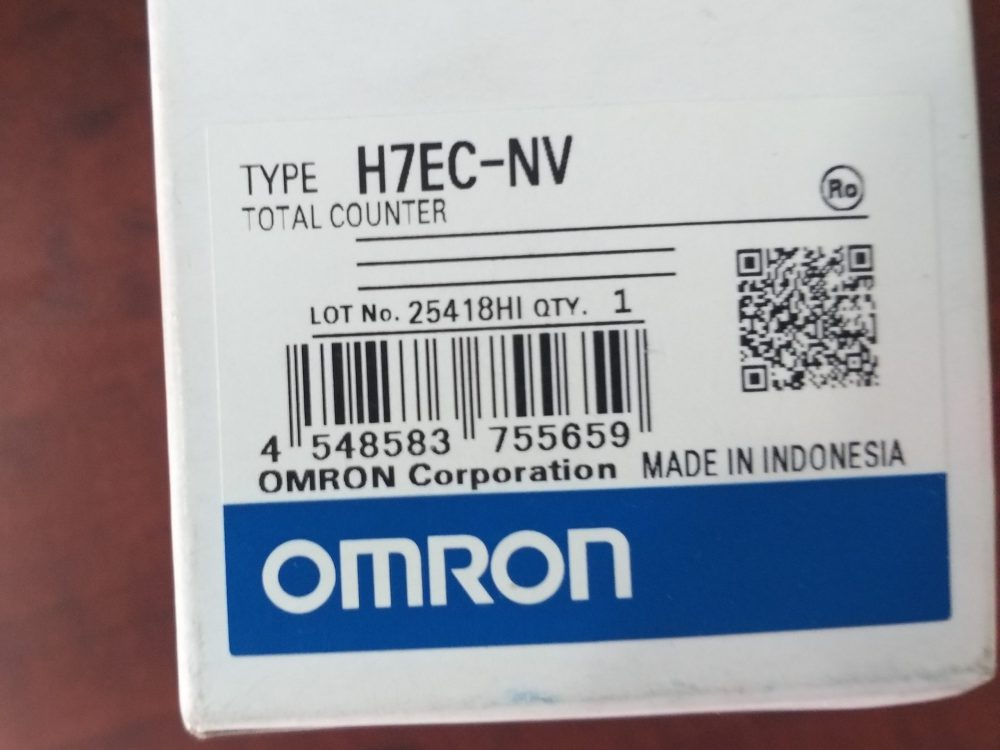 TYPE H7EC-NV
TOTAL COUNTER
Ro
LOT No. 25418HI QTY. 1
4 548583 755659
OMRON Corporation MADE IN INDONESIA
OMRON